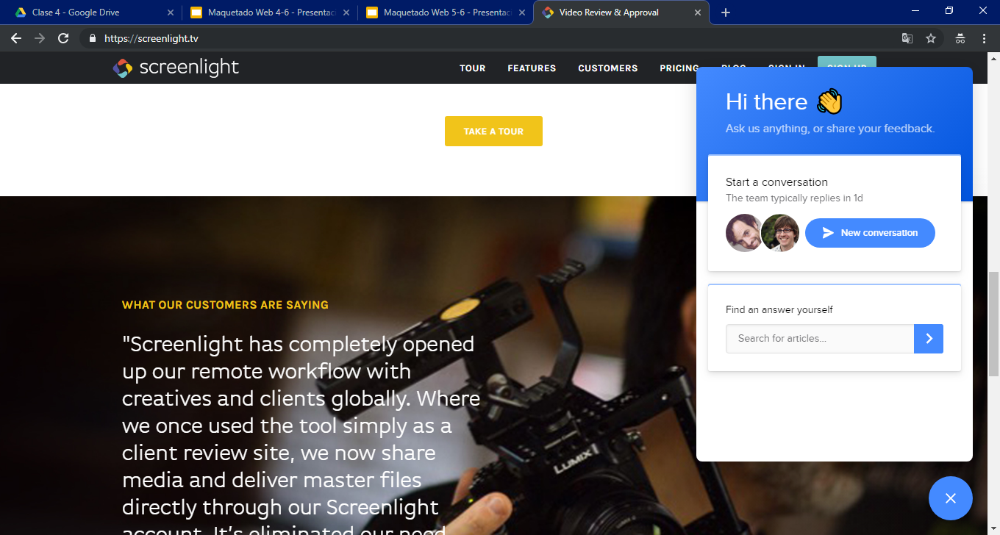 Clase 4 - Google Drive
Maquetado Web 4-6 - Presentaci
Maquetado Web 5-6 - Presentaci
Video Review & Approval
https://screenlight.tv
screenlight
TOUR
FEATURES
CUSTOMERS
PRICING
BLOG
SIGN IN
SIGN UP
TAKE A TOUR
WHAT OUR CUSTOMERS ARE SAYING
"Screenlight has completely opened
up our remote workflow with
creatives and clients globally. Where
we once used the tool simply as a
client review site, we now share
media and deliver master files
directly through our Screenlight
account. It's eliminated our need
LUMIX
Hi there 👋
Ask us anything, or share your feedback.
Start a conversation
The team typically replies in 1d
New conversation
Find an answer yourself
Search for articles...